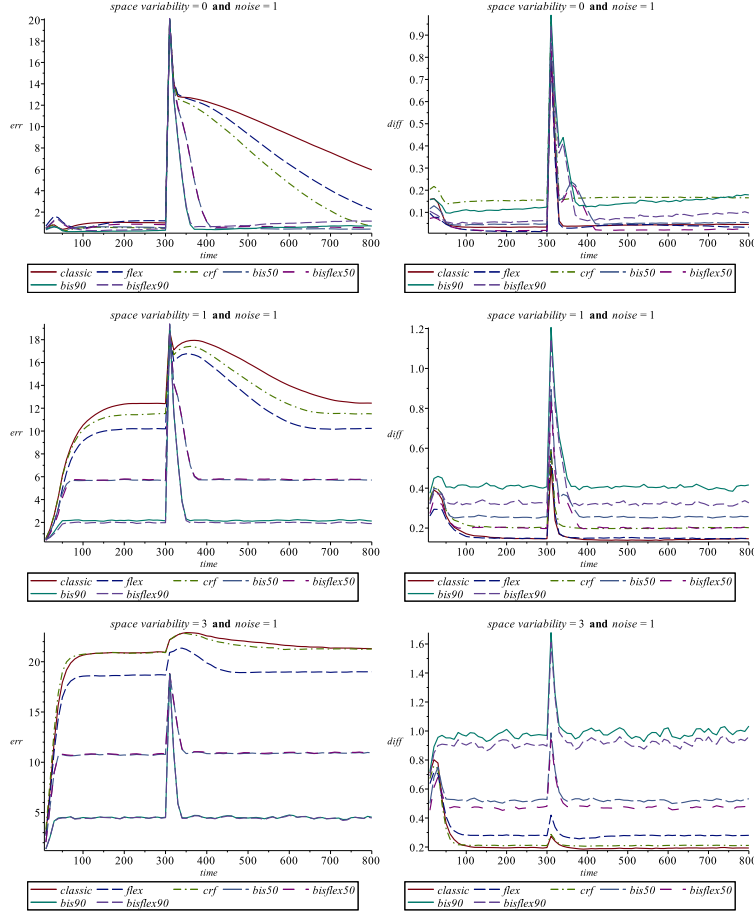 space variability = 0 and noise = 1
20
18
16
14
12
err 10
8
6
4
2
100 200 300 400 500 600 700 800
time
classic flex crf bis50 bisflex50
bis90 bisflex90
space variability = 0 and noise = 1
0.9
0.8
0.7
0.6
diff 0.5
0.4
0.3
0.2
0.1
100 200 300 400 500 600 700 800
time
classic flex crf bis50 bisflex50
bis90 bisflex90
space variability = 1 and noise = 1
18
16
14
12
err 10
8
6
4
2
100 200 300 400 500 600 700 800
time
classic flex crf bis50 bisflex50
bis90 bisflex90
space variability = 1 and noise = 1
1.2
1.0
0.8
diff
0.6
0.4
0.2
100 200 300 400 500 600 700 800
time
classic flex crf bis50 bisflex50
bis90 bisflex90
space variability = 3 and noise = 1
20
15
err
10
5
100 200 300 400 500 600 700 800
time
classic flex crf bis50 bisflex50
bis90 bisflex90
space variability = 3 and noise = 1
1.6
1.4
1.2
1.0
diff
0.8
0.6
0.4
0.2
100 200 300 400 500 600 700 800
time
classic flex crf bis50 bisflex50
bis90 bisflex90